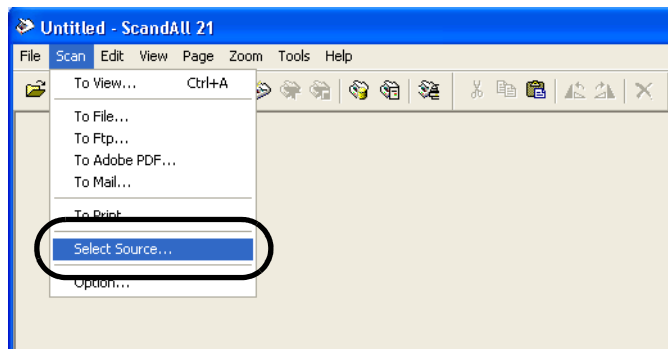 Untitled - ScandAll 21
File Scan Edit View Page Zoom Tools Help
To View... Ctrl+A
To File...
To Ftp...
To Adobe PDF...
To Mail...
To Print...
Select Source...
Option...